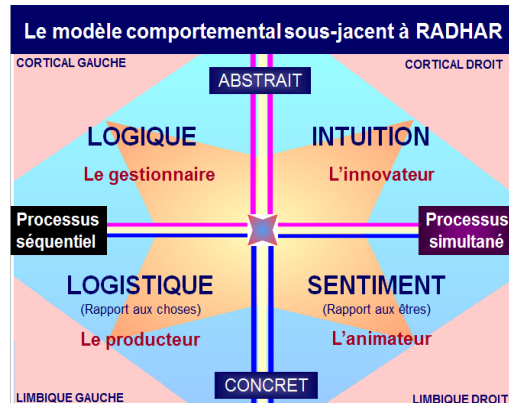 Le modèle comportemental sous-jacent à RADHAR
CORTICAL GAUCHE
CORTICAL DROIT
ABSTRAIT
LOGIQUE
INTUITION
Le gestionnaire
L'innovateur
Processus
séquentiel
Processus
simultané
LOGISTIQUE
SENTIMENT
(Rapport aux choses)
(Rapport aux êtres)
Le producteur
L'animateur
CONCRET
LIMBIQUE GAUCHE
LIMBIQUE DROIT